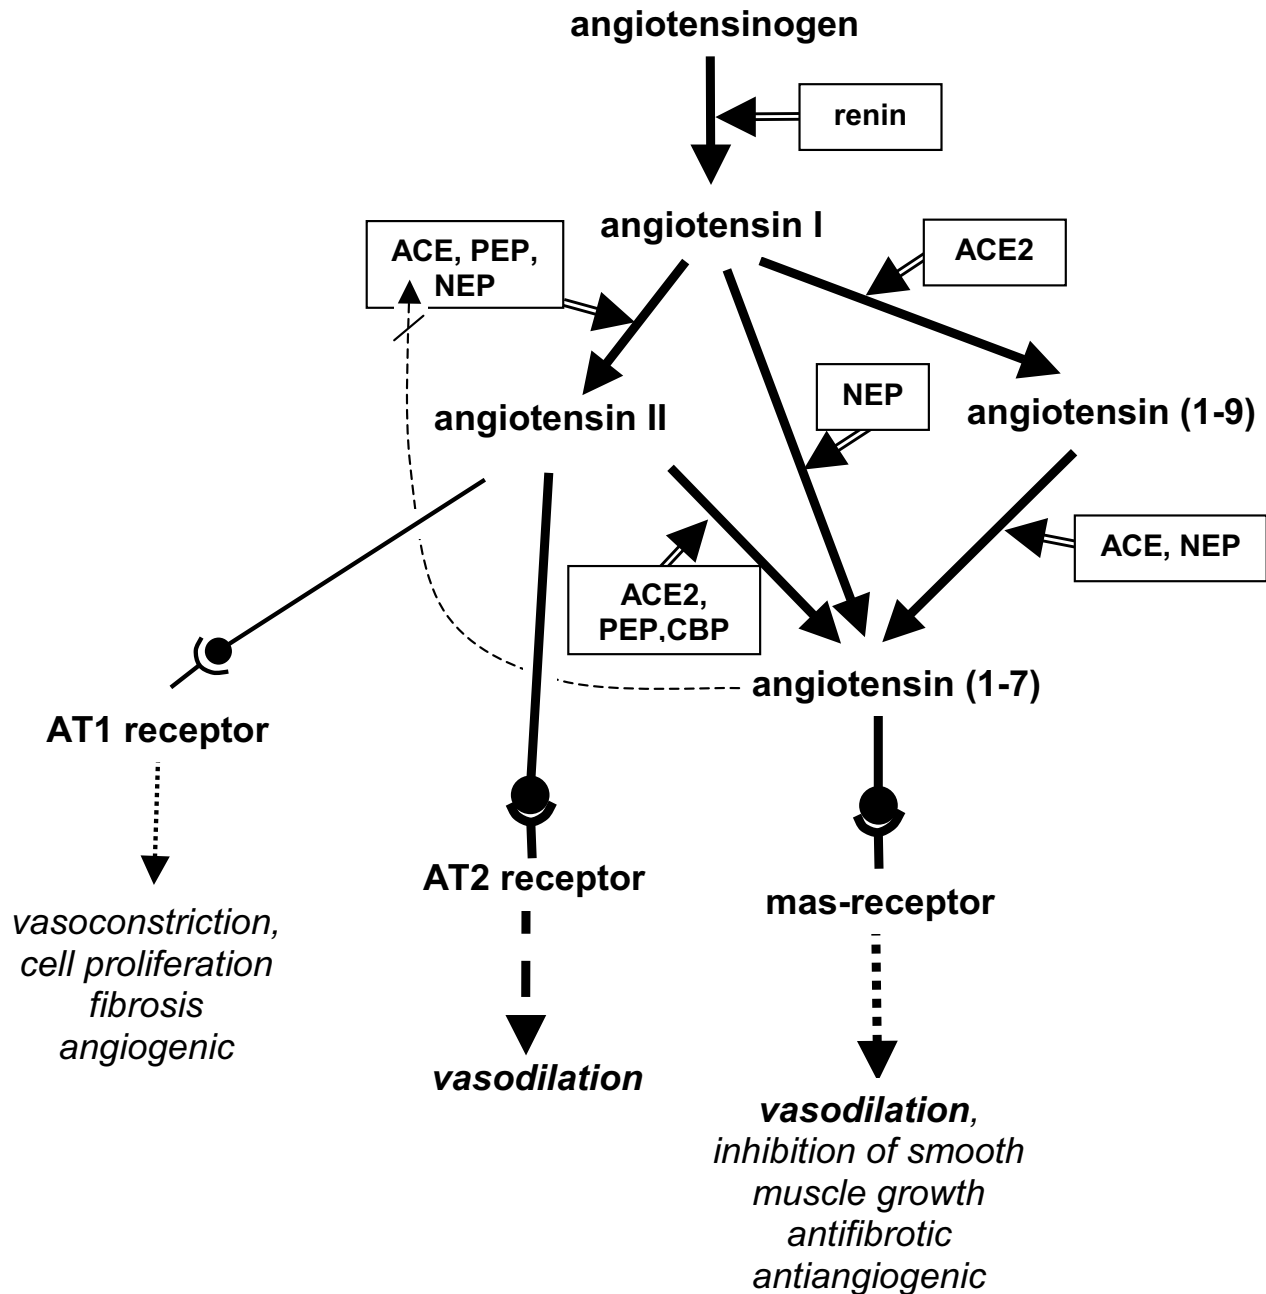 angiotensinogen
renin
angiotensin I
ACE, PEP,
NEP
ACE2
NEP
angiotensin II
angiotensin (1-9)
ACE, NEP
ACE2,
PEP,CBP
angiotensin (1-7)
AT1 receptor
AT2 receptor
mas-receptor
vasoconstriction,
cell proliferation
fibrosis
angiogenic
vasodilation
vasodilation,
inhibition of smooth
muscle growth
antifibrotic
antiangiogenic